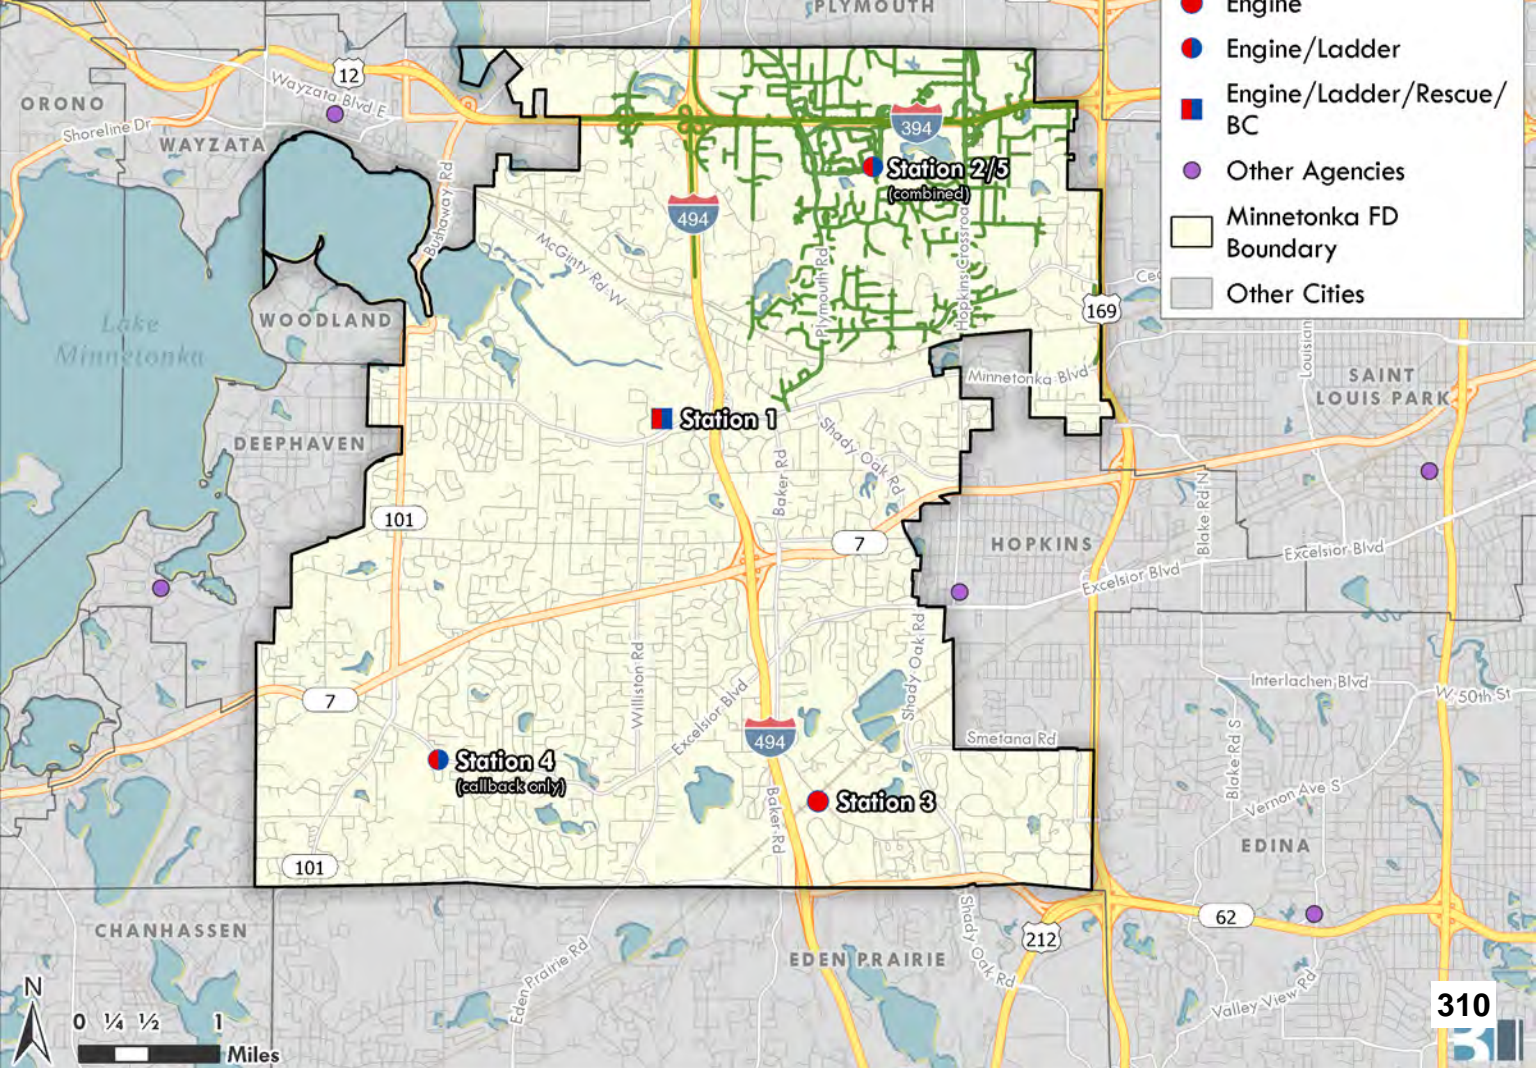 PLYMOUTH
Engine
Engine/Ladder
Engine/Ladder/Rescue/
BC
Other Agencies
Minnetonka FD
Boundary
Other Cities
12
Wayzata Blvd E
ORONO
Shoreline Dr
WAYZATA
394
Station 2/5
(combined)
Bushaway Rd
494
McGinty Rd W
Plymouth Rd
Hopkins Crossroad
169
WOODLAND
Lake
Minnetonka
Minnetonka Blvd
Louisian
SAINT
LOUIS PARK
Station 1
DEEPHAVEN
Shady Oak Rd
Baker Rd
101
7
HOPKINS
Blake Rd N
Excelsior Blvd
Excelsior Blvd
Shady Oak Rd
Williston Rd
Excelsior Blvd
7
Interlachen Blvd
W 50th St
494
Smetana Rd
Blake Rd S
Station 4
(callback only)
Station 3
Vernon Ave S
Baker Rd
EDINA
101
CHANHASSEN
Shady Oak Rd
62
212
EDEN PRAIRIE
Eden Prairie Rd
Valley View Rd
N
0 ¼ ½ 1
Miles
310